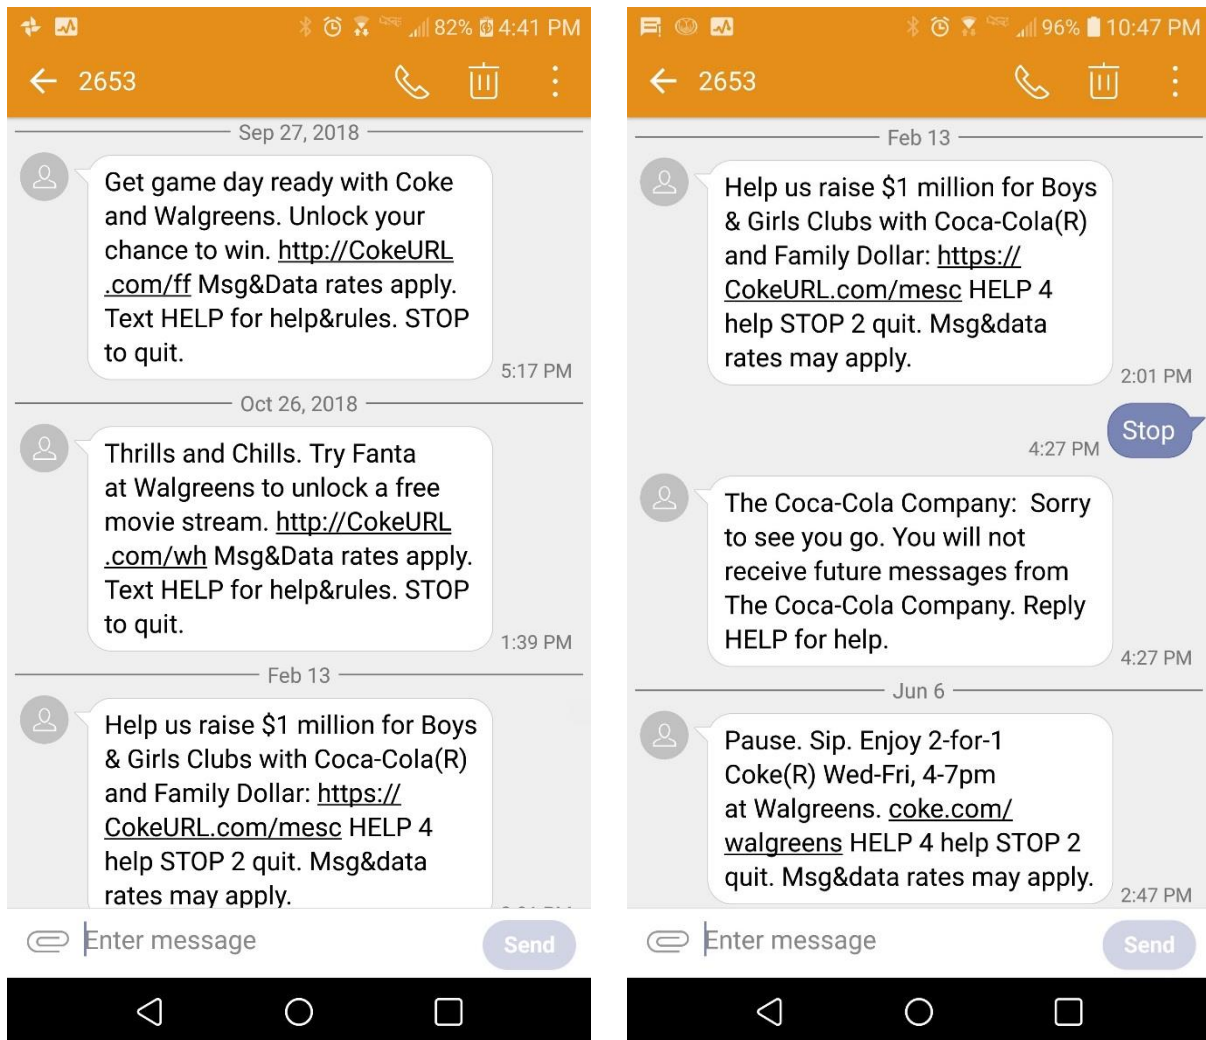 82% 4:41 PM
2653
Sep 27, 2018
Get game day ready with Coke
and Walgreens. Unlock your
chance to win. http://CokeURL
.com/ff Msg&Data rates apply.
Text HELP for help&rules. STOP
to quit.
5:17 PM
Oct 26, 2018
Thrills and Chills. Try Fanta
at Walgreens to unlock a free
movie stream. http://CokeURL
.com/wh Msg&Data rates apply.
Text HELP for help&rules. STOP
to quit.
1:39 PM
Feb 13
Help us raise $1 million for Boys
& Girls Clubs with Coca-Cola(R)
and Family Dollar: https://
CokeURL.com/mesc HELP 4
help STOP 2 quit. Msg&data
rates may apply.
Enter message
Send
96% 10:47 PM
2653
Feb 13
Help us raise $1 million for Boys
& Girls Clubs with Coca-Cola(R)
and Family Dollar: https://
CokeURL.com/mesc HELP 4
help STOP 2 quit. Msg&data
rates may apply.
2:01 PM
Stop
4:27 PM
The Coca-Cola Company:  Sorry
to see you go. You will not
receive future messages from
The Coca-Cola Company. Reply
HELP for help.
4:27 PM
Jun 6
Pause. Sip. Enjoy 2-for-1
Coke(R) Wed-Fri, 4-7pm
at Walgreens. coke.com/
walgreens HELP 4 help STOP 2
quit. Msg&data rates may apply.
2:47 PM
Enter message
Send